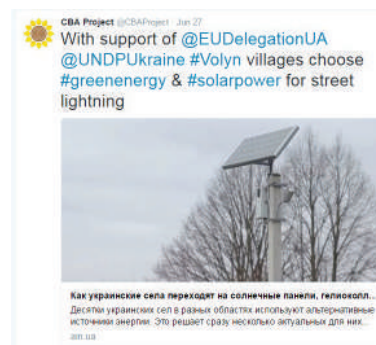 CBA Project @CBAProject · Jun 27
With support of @EUDelegationUA
@UNDPUkraine #Volyn villages choose
#greenenergy & #solarpower for street
lightning
Как украинские села переходят на солнечные панели, гелиоколл...
Десятки украинских сел в разных областях используют альтернативные
источники энергии. Это решает сразу несколько актуальных для них...
ain.ua